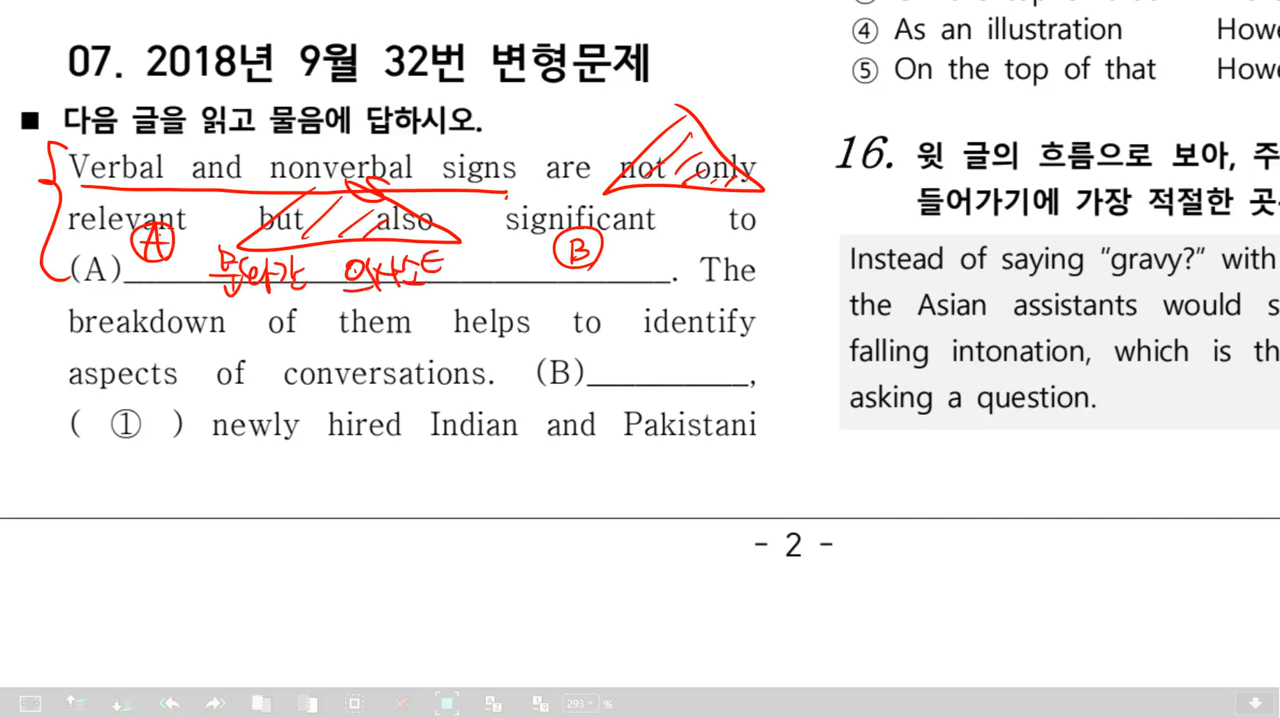 07. 2018년 9월 32번 변형문제
■ 다음 글을 읽고 물음에 답하시오.
Verbal and nonverbal signs are not only
relevant but also significant to
(A)______________________________. The
breakdown of them helps to identify
aspects of conversations. (B)__________,
( ① ) newly hired Indian and Pakistani
A
B
- 2 -
④ As an illustration
⑤ On the top of that
16. 윗 글의 흐름으로 보아, 주
들어가기에 가장 적절한 곳
Instead of saying "gravy?" with
the Asian assistants would s
falling intonation, which is th
asking a question.
293 %